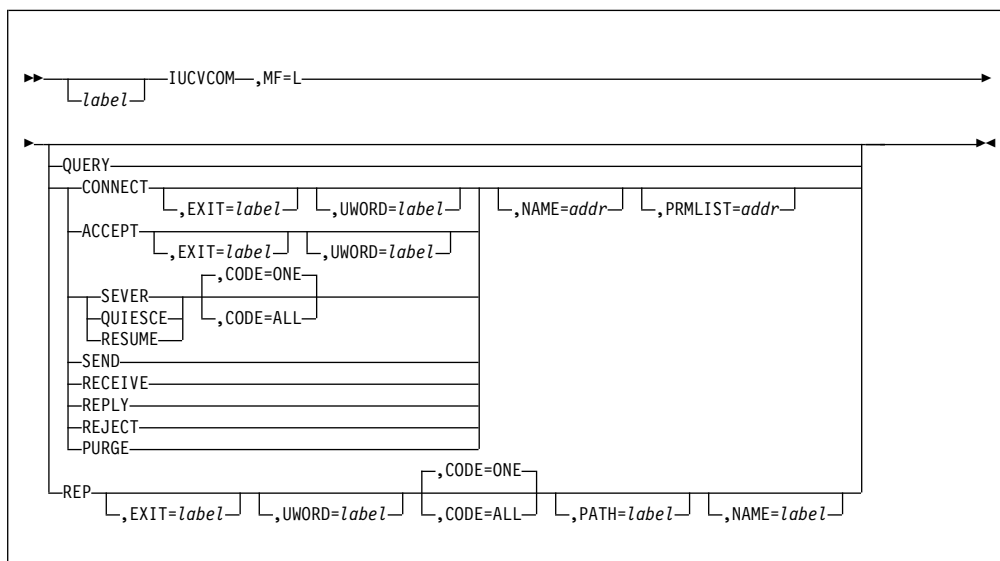 IUCVCOM ,MF=L
label
QUERY
CONNECT
,EXIT=label ,UWORD=label ,NAME=addr ,PRMLIST=addr
ACCEPT
,EXIT=label ,UWORD=label
,CODE=ONE
SEVER
QUIESCE ,CODE=ALL
RESUME
SEND
RECEIVE
REPLY
REJECT
PURGE
,CODE=ONE
REP
,EXIT=label ,UWORD=label ,CODE=ALL ,PATH=label ,NAME=label